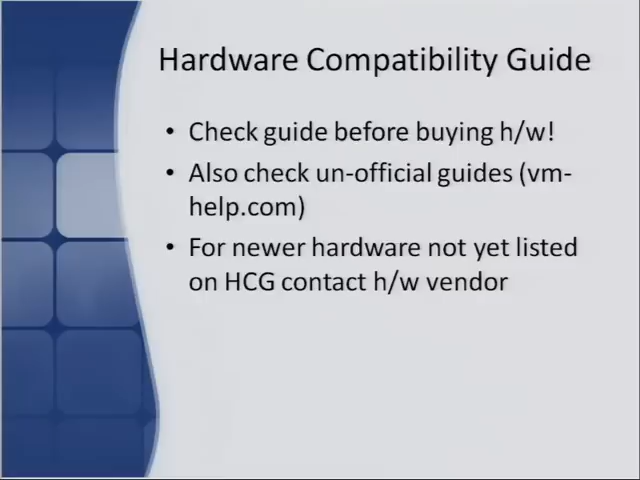 Hardware Compatibility Guide
• Check guide before buying h/w!
• Also check un-official guides (vm-
help.com)
• For newer hardware not yet listed
on HCG contact h/w vendor